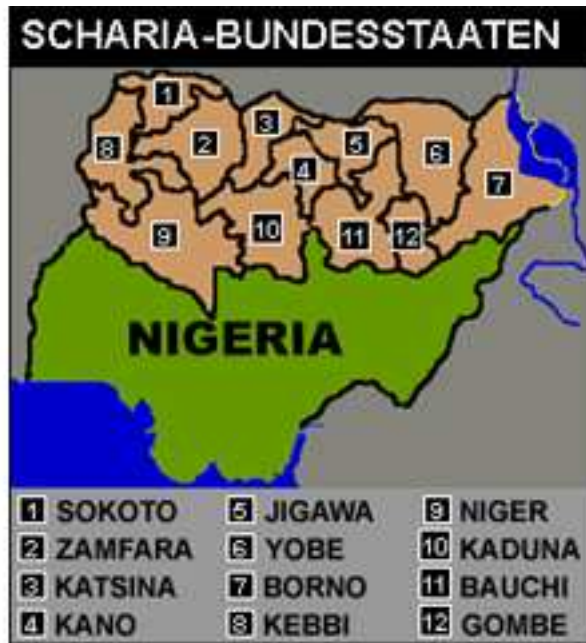 SCHARIA-BUNDESSTAATEN
1
3
8
2
5
6
4
7
9
10
11
12
NIGERIA
1 SOKOTO
2 ZAMFARA
3 KATSINA
4 KANO
5 JIGAWA
6 YOBE
7 BORNO
8 KEBBI
9 NIGER
10 KADUNA
11 BAUCHI
12 GOMBE